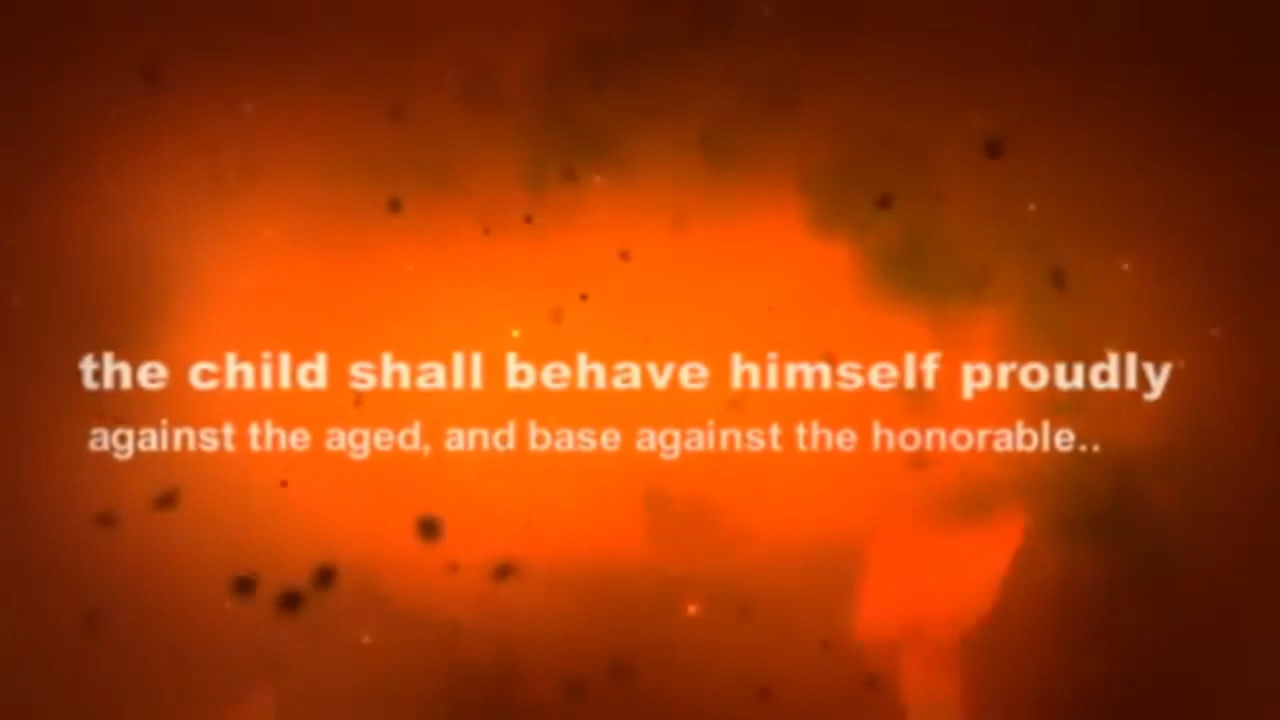 the child shall behave himself proudly
against the aged, and base against the honorable..